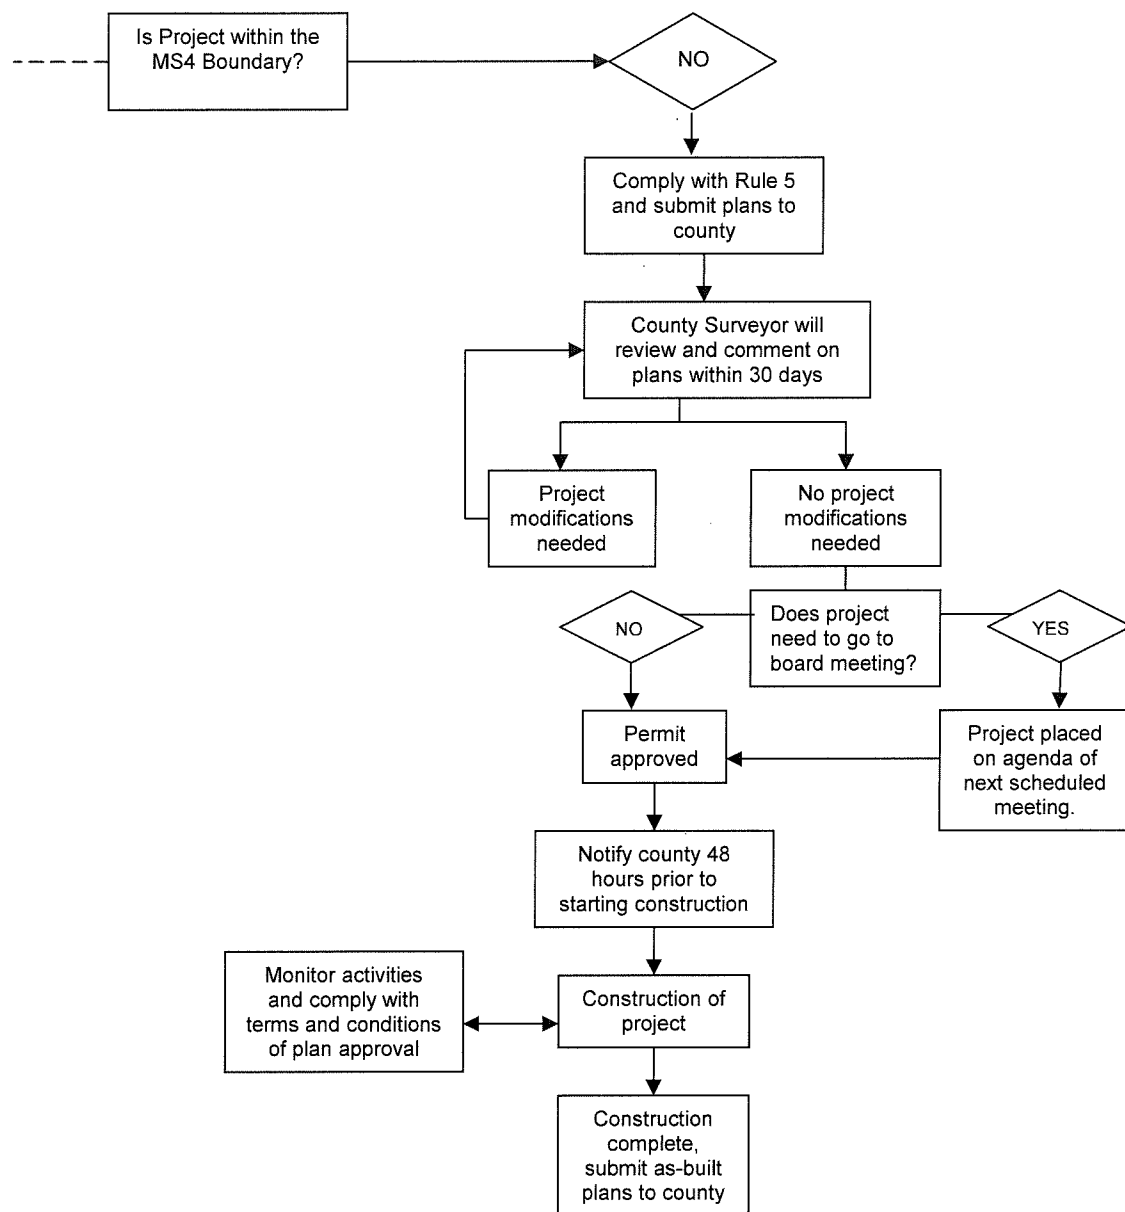 Is Project within the
MS4 Boundary?
NO
Comply with Rule 5
and submit plans to
county
County Surveyor will
review and comment on
plans within 30 days
Project
modifications
needed
No project
modifications
needed
NO
Does project
need to go to
board meeting?
YES
Permit
approved
Project placed
on agenda of
next scheduled
meeting.
Notify county 48
hours prior to
starting construction
Monitor activities
and comply with
terms and conditions
of plan approval
Construction of
project
Construction
complete,
submit as-built
plans to county